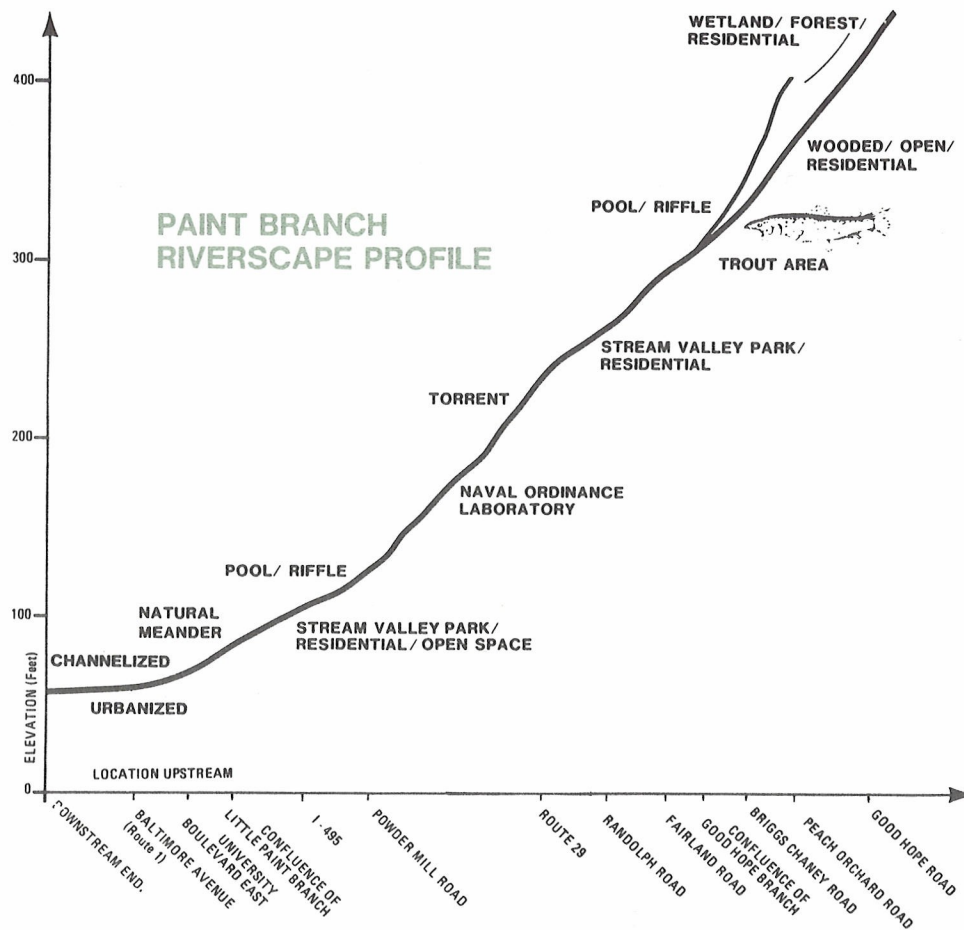 WETLAND/ FOREST/
RESIDENTIAL
400
WOODED/ OPEN/
RESIDENTIAL
POOL/ RIFFLE
PAINT BRANCH
RIVERSCAPE PROFILE
300
TROUT AREA
STREAM VALLEY PARK/
RESIDENTIAL
TORRENT
200
NAVAL ORDINANCE
LABORATORY
POOL/ RIFFLE
100
NATURAL
MEANDER
STREAM VALLEY PARK/
RESIDENTIAL/ OPEN SPACE
CHANNELIZED
URBANIZED
ELEVATION (Feet)
LOCATION UPSTREAM
0
DOWNSTREAM END.
BALTIMORE AVENUE
(Route 1)
UNIVERSITY
BOULEVARD EAST
CONFLUENCE OF
LITTLE PAINT BRANCH
I-495
POWDER MILL ROAD
ROUTE 29
RANDOLPH ROAD
FAIRLAND ROAD
CONFLUENCE OF
GOOD HOPE BRANCH
BRIGGS CHANEY ROAD
PEACH ORCHARD ROAD
GOOD HOPE ROAD